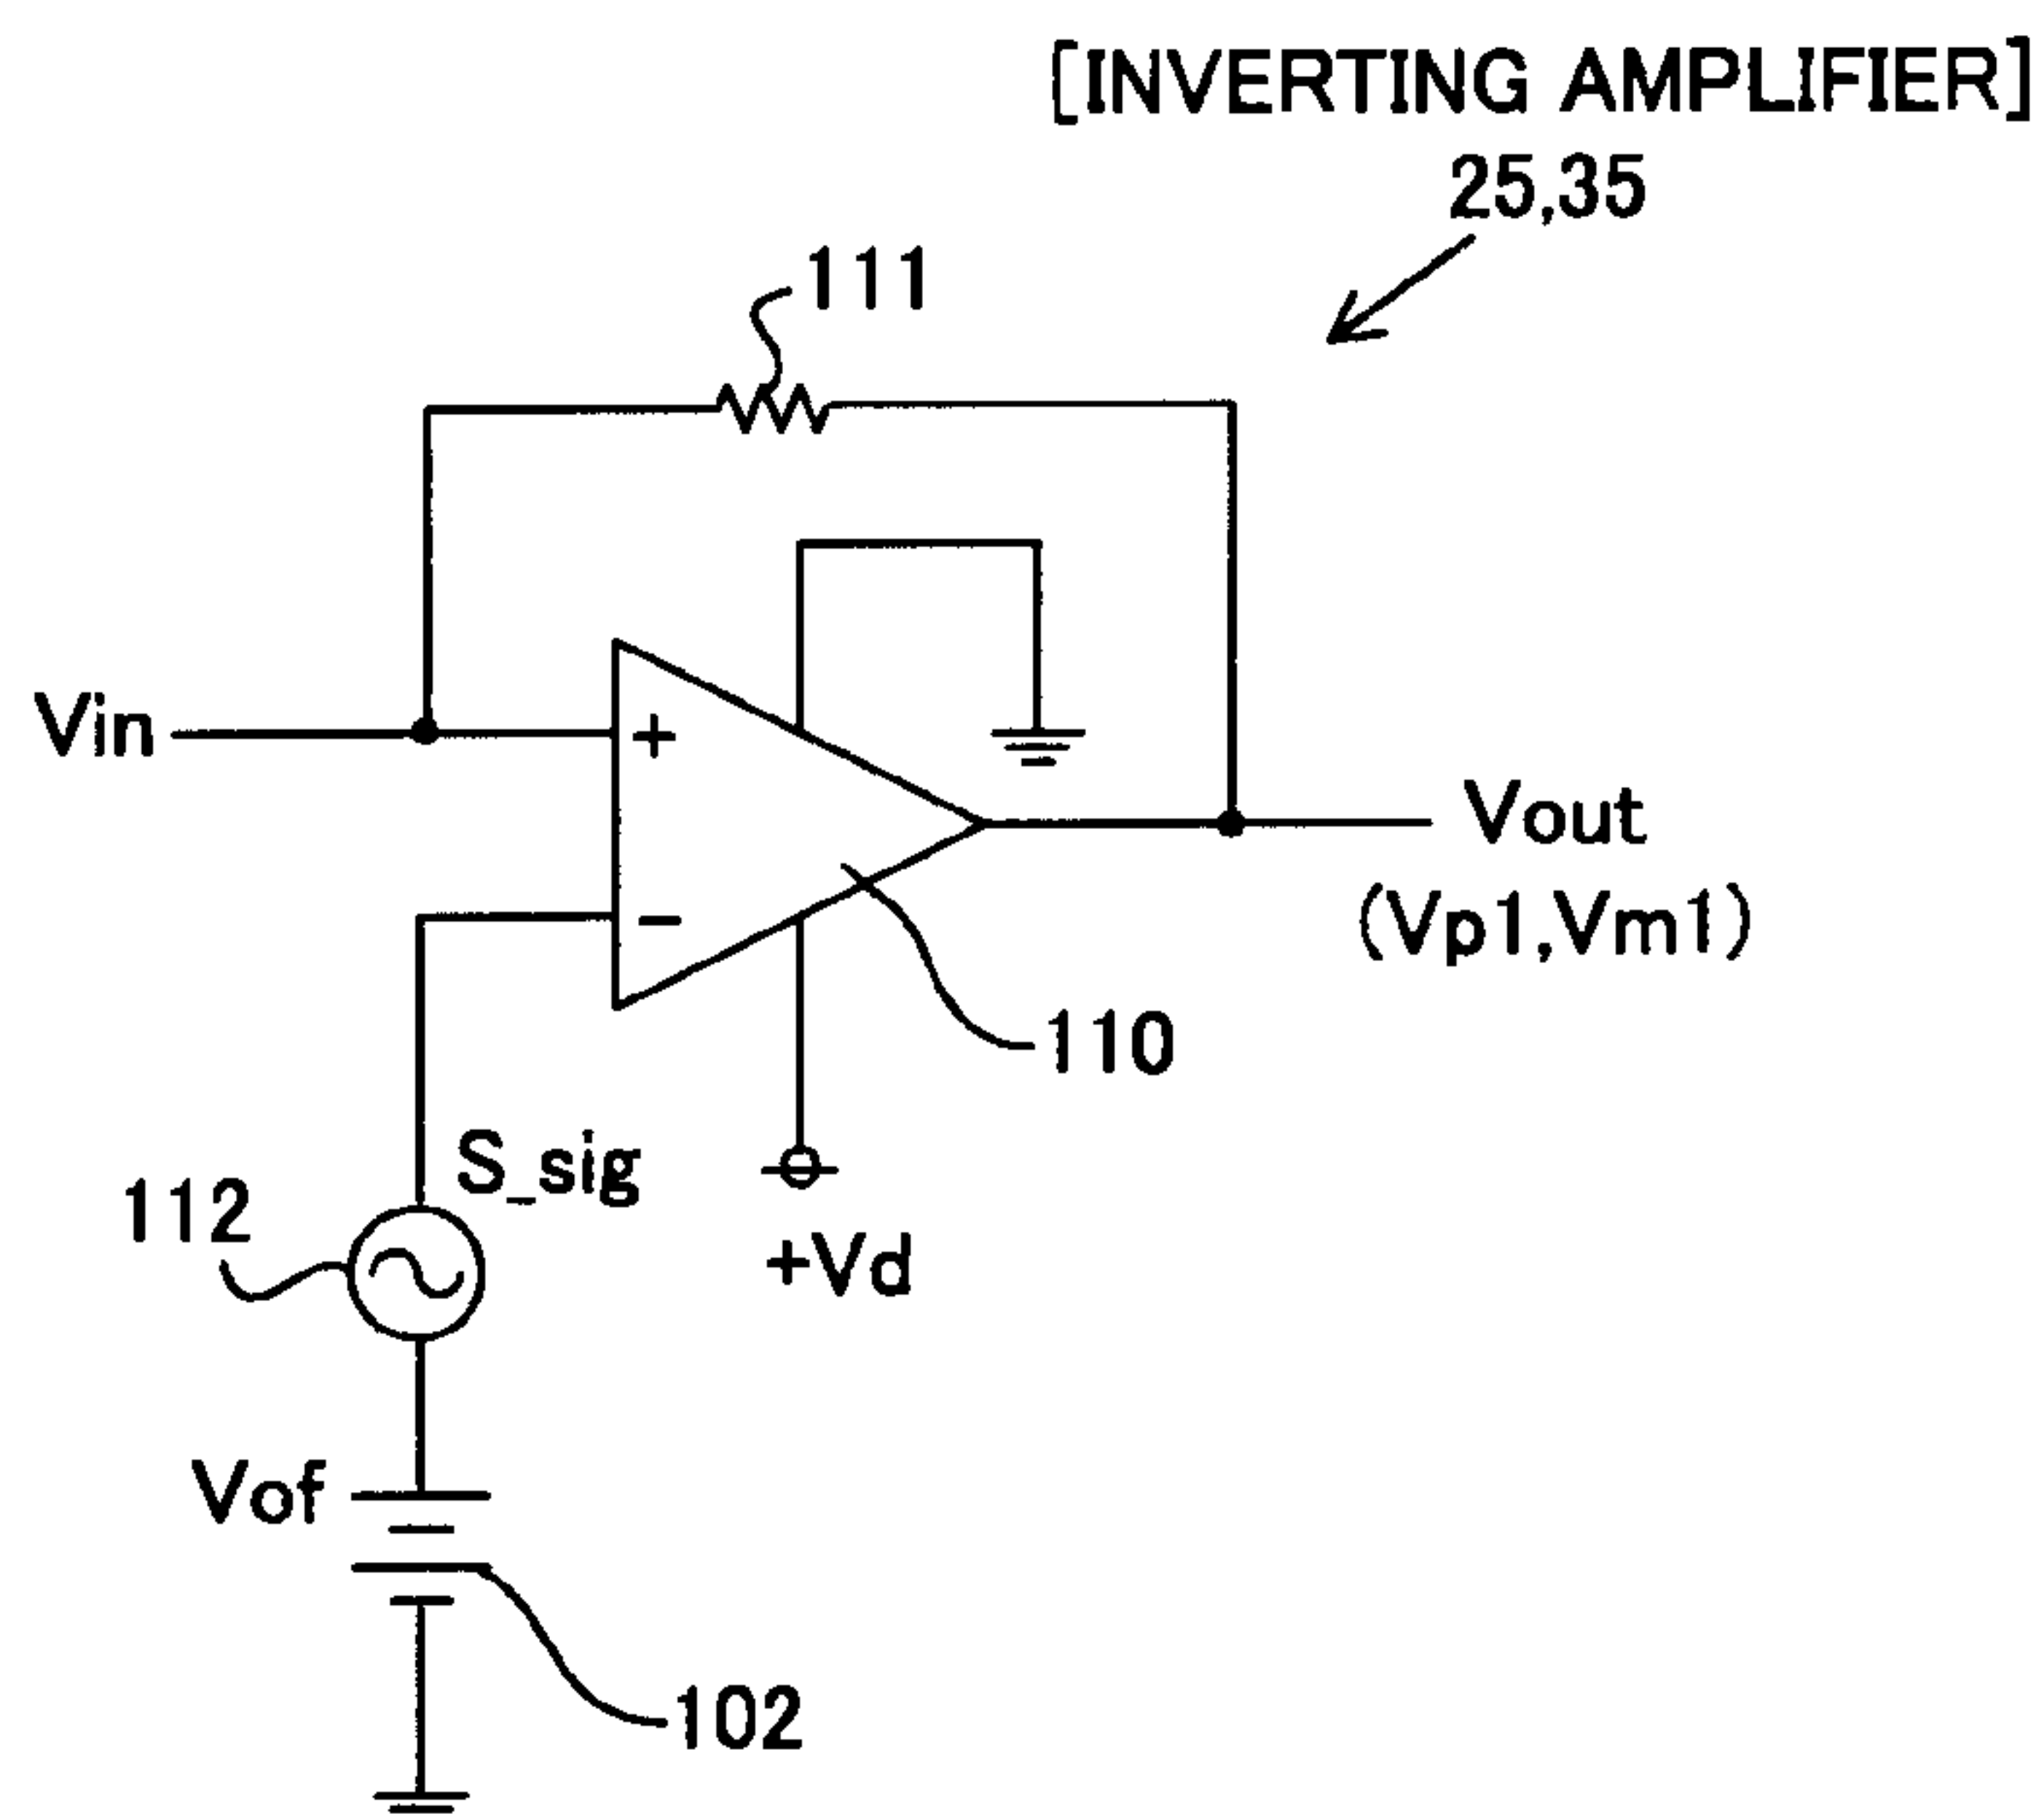 [INVERTING AMPLIFIER]
25,35
111
Vin
+
-
Vout
(Vp1,Vm1)
110
S_sig
112
+Vd
Vof
102